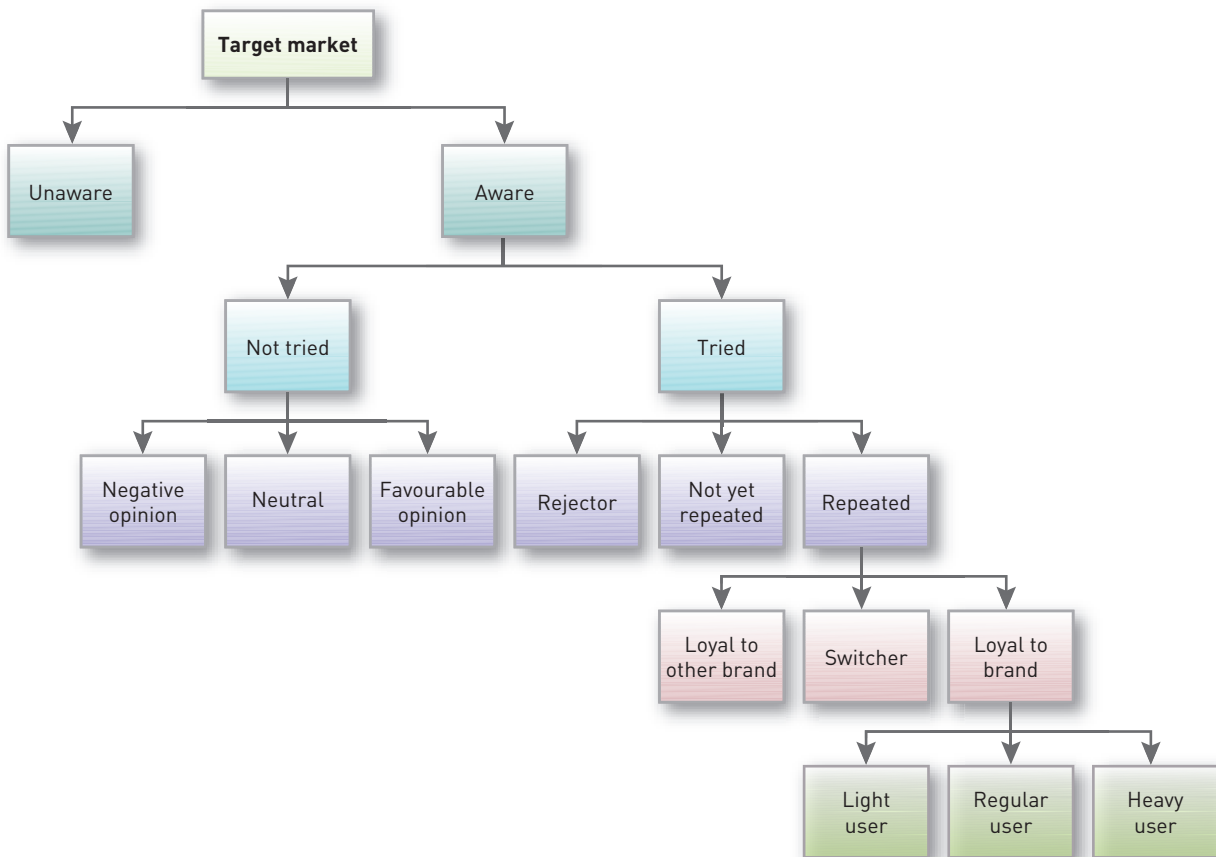 Target market
Unaware
Aware
Not tried
Tried
Negative
opinion
Neutral
Favourable
opinion
Rejector
Not yet
repeated
Repeated
Loyal to
other brand
Switcher
Loyal to
brand
Light
user
Regular
user
Heavy
user